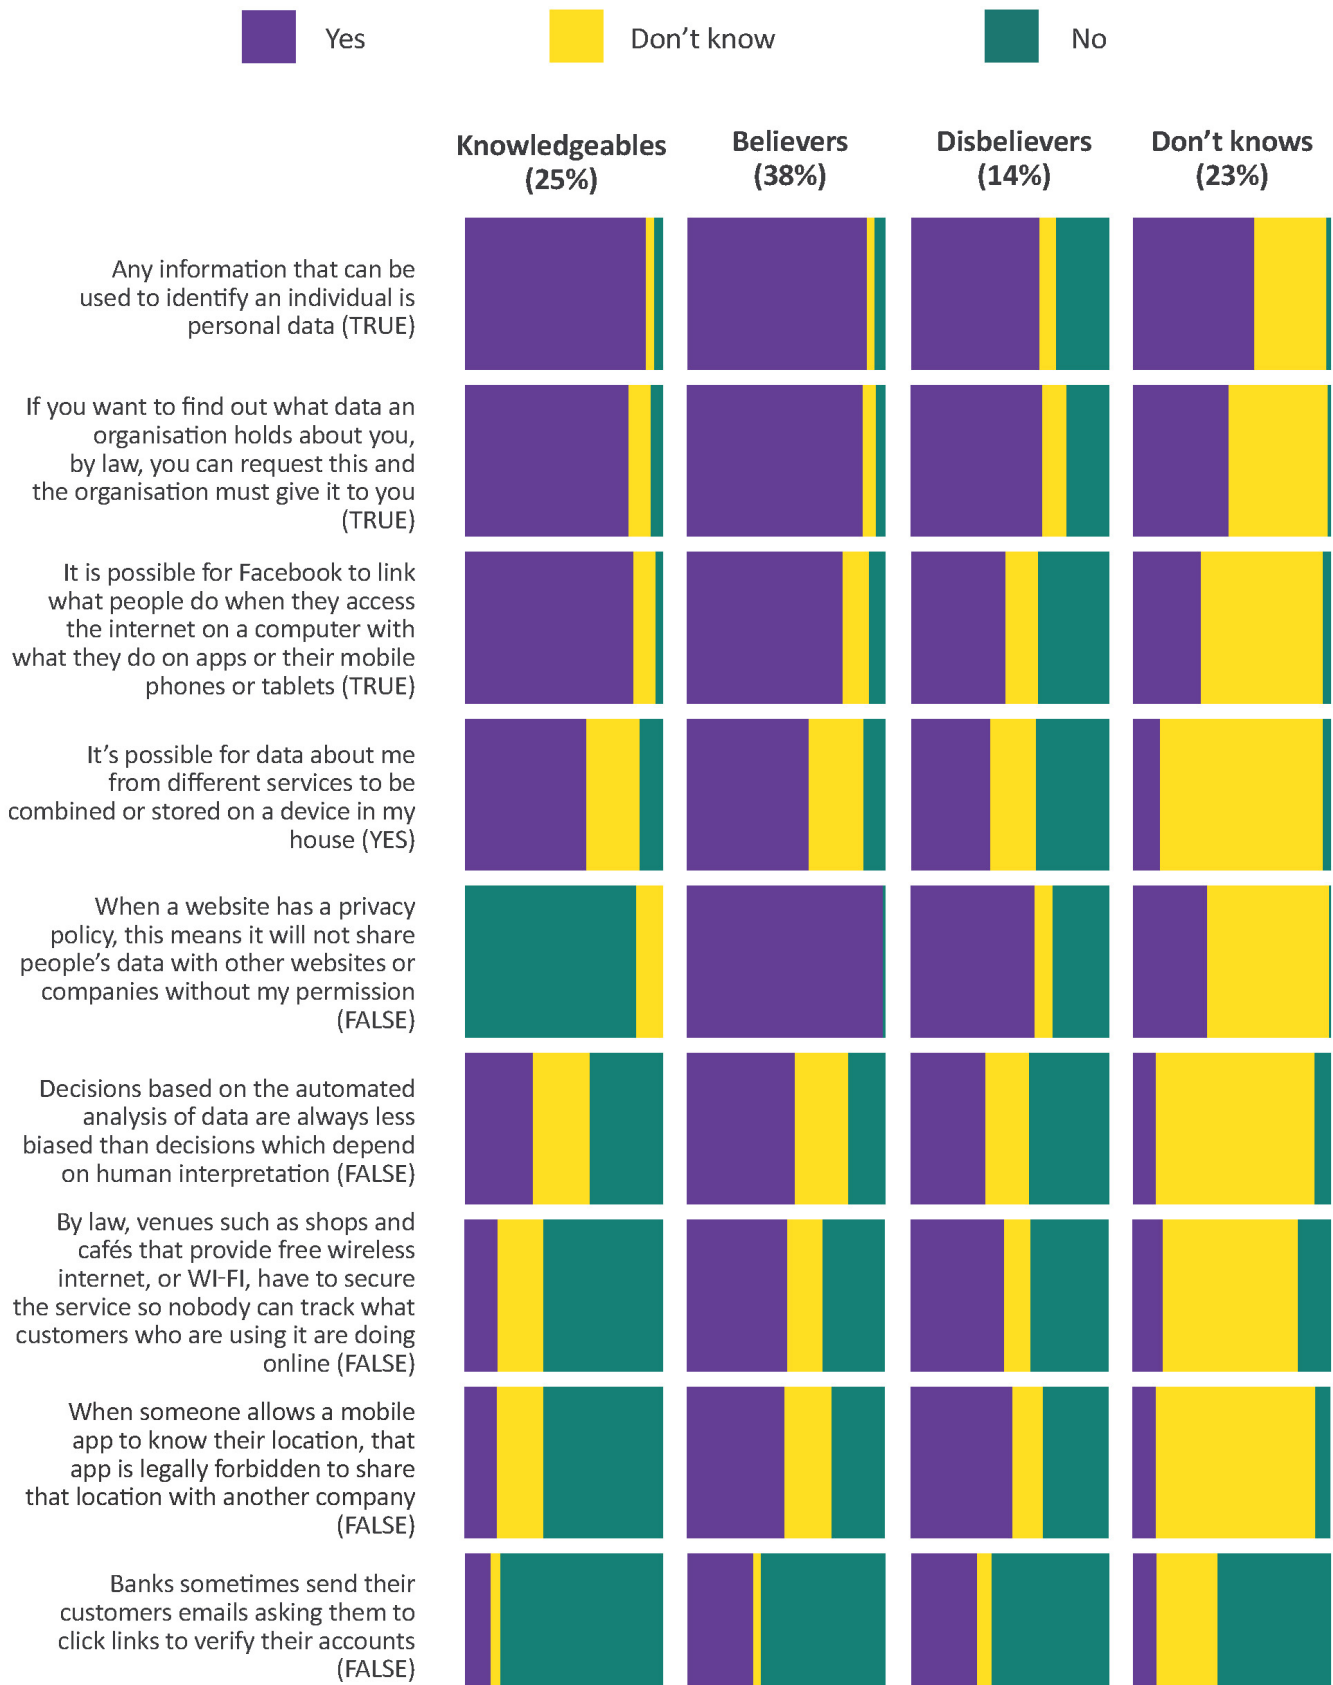 Yes
Don't know
No
Knowledgeables
(25%)
Believers
(38%)
Disbelievers
(14%)
Don't knows
(23%)
Any information that can be
used to identify an individual is
personal data (TRUE)
If you want to find out what data an
organisation holds about you,
by law, you can request this and
the organisation must give it to you
(TRUE)
It is possible for Facebook to link
what people do when they access
the internet on a computer with
what they do on apps or their mobile
phones or tablets (TRUE)
It's possible for data about me
from different services to be
combined or stored on a device in my
house (YES)
When a website has a privacy
policy, this means it will not share
people's data with other websites or
companies without my permission
(FALSE)
Decisions based on the automated
analysis of data are always less
biased than decisions which depend
on human interpretation (FALSE)
By law, venues such as shops and
cafés that provide free wireless
internet, or WI-FI, have to secure
the service so nobody can track what
customers who are using it are doing
online (FALSE)
When someone allows a mobile
app to know their location, that
app is legally forbidden to share
that location with another company
(FALSE)
Banks sometimes send their
customers emails asking them to
click links to verify their accounts
(FALSE)